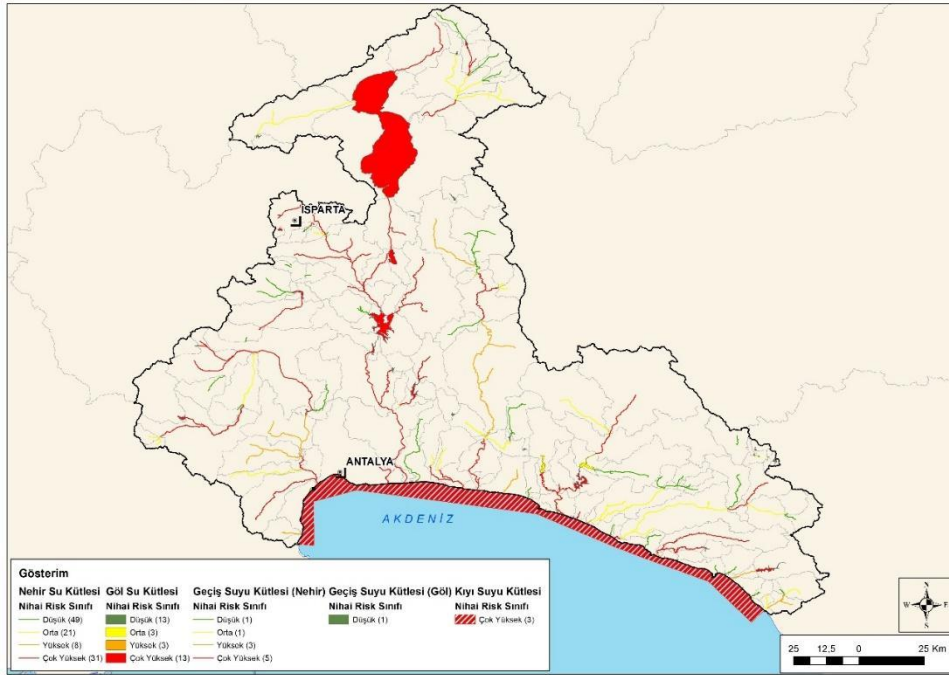 ISPARTA
ANTALYA
AKDENİZ
Gösterim
Nehir Su Kütlesi Göl Su Kütlesi Geçiş Suyu Kütlesi (Nehir) Geçiş Suyu Kütlesi (Göl) Kıyı Suyu Kütlesi
Nihai Risk Sınıfı Nihai Risk Sınıfı Nihai Risk Sınıfı Nihai Risk Sınıfı Nihai Risk Sınıfı
Düşük (49) Düşük (13) Düşük (1) Düşük (1) Çok Yüksek (3)
Orta (21) Orta (3) Orta (1)
Yüksek (8) Yüksek (3) Yüksek (3)
Çok Yüksek (31) Çok Yüksek (13) Çok Yüksek (5)
N
W E
S
25 12,5 0 25 Km